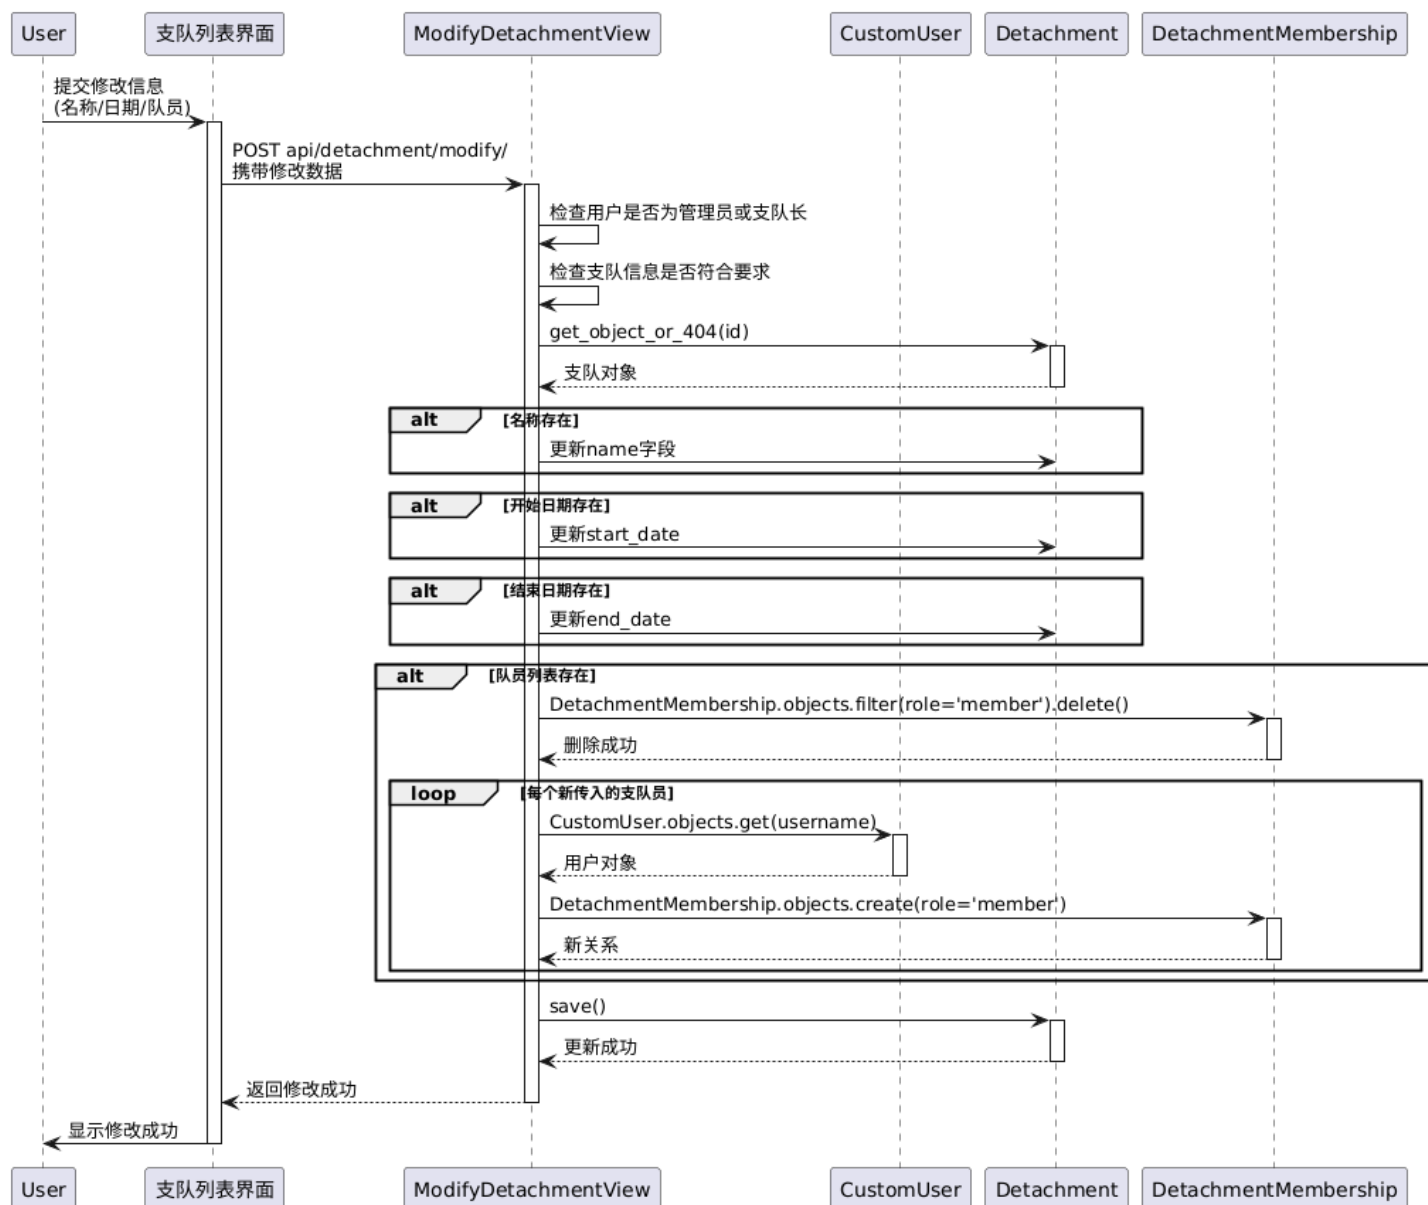 User
支队列表界面
ModifyDetachmentView
CustomUser
Detachment
DetachmentMembership
提交修改信息
(名称/日期/队员)
POST api/detachment/modify/
携带修改数据
检查用户是否为管理员或支队长
检查支队信息是否符合要求
get_object_or_404(id)
支队对象
alt
[名称存在]
更新name字段
alt
[开始日期存在]
更新start_date
alt
[结束日期存在]
更新end_date
alt
[队员列表存在]
DetachmentMembership.objects.filter(role='member').delete()
删除成功
loop
[每个新传入的支队员]
CustomUser.objects.get(username)
用户对象
DetachmentMembership.objects.create(role='member')
新关系
save()
更新成功
返回修改成功
显示修改成功
User
支队列表界面
ModifyDetachmentView
CustomUser
Detachment
DetachmentMembership